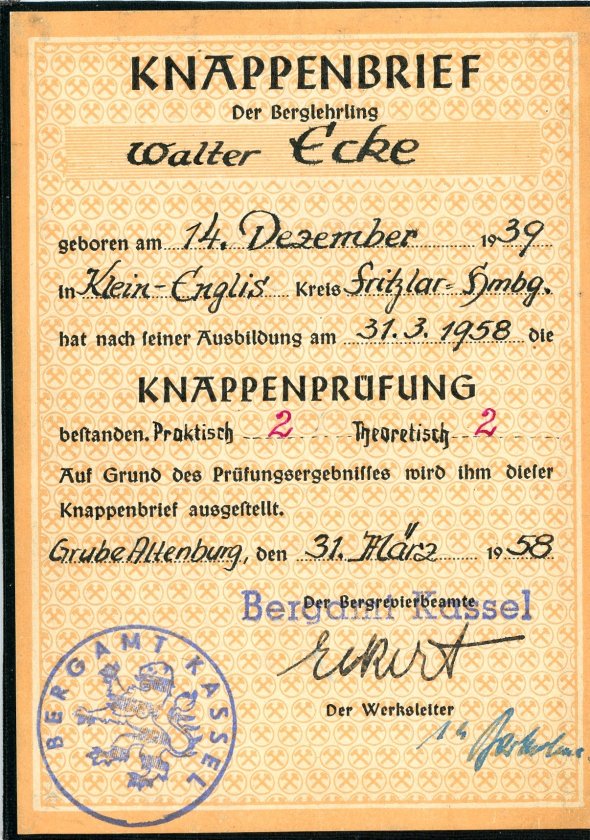 KNAPPENBRIEF
Der Berglehrling
Walter Ecke
geboren am 14. Dezember 1939
in Klein-Englis Kreis Fritzlar-Hmbg.
hat nach seiner Ausbildung am 31.3.1958 die
KNAPPENPRÜFUNG
bestanden. Praktisch 2 Theoretisch 2
Auf Grund des Prüfungsergebnisses wird ihm dieser
Knappenbrief ausgestellt.
Grube Altenburg, den 31. März 1958
Der Bergrevierbeamte
Bergamt Kassel
Eckert
Der Werksleiter
BERGAMT KASSEL